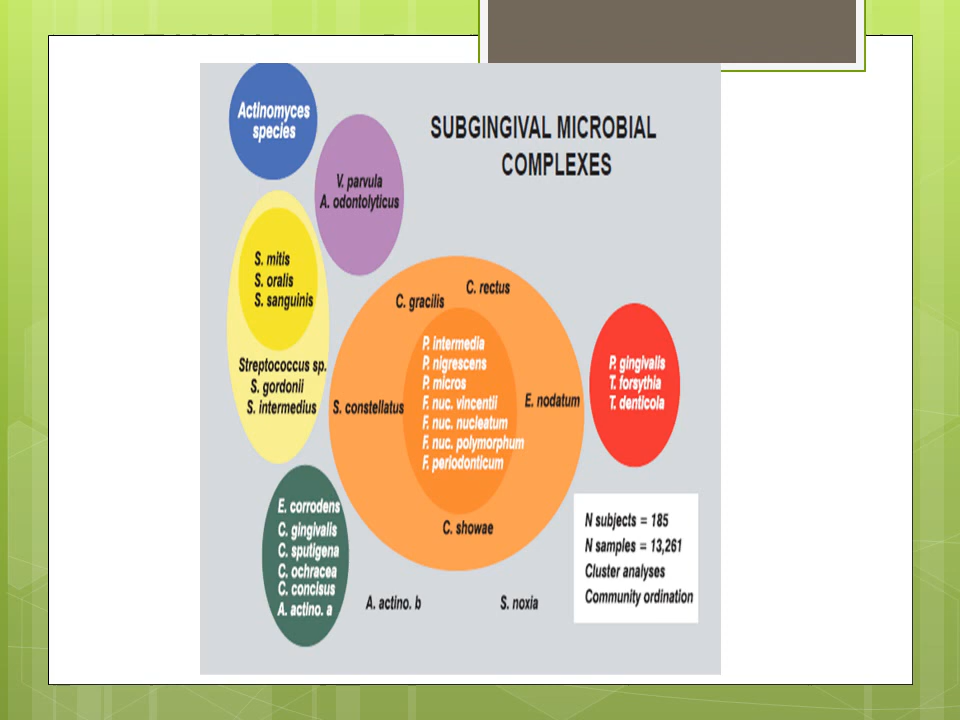 SUBGINGIVAL MICROBIAL
COMPLEXES
Actinomyces
species
V. parvula
A. odontolyticus
S. mitis
S. oralis
S. sanguinis
Streptococcus sp.
S. gordonii
S. intermedius
C. rectus
C. gracilis
P. intermedia
P. nigrescens
P. micros
F. nuc. vincentii
F. nuc. nucleatum
F. nuc. polymorphum
F. periodonticum
S. constellatus
E. nodatum
C. showae
P. gingivalis
T. forsythia
T. denticola
E. corrodens
C. gingivalis
C. sputigena
C. ochracea
C. concisus
A. actino. a
A. actino. b
S. noxia
N subjects = 185
N samples = 13,261
Cluster analyses
Community ordination